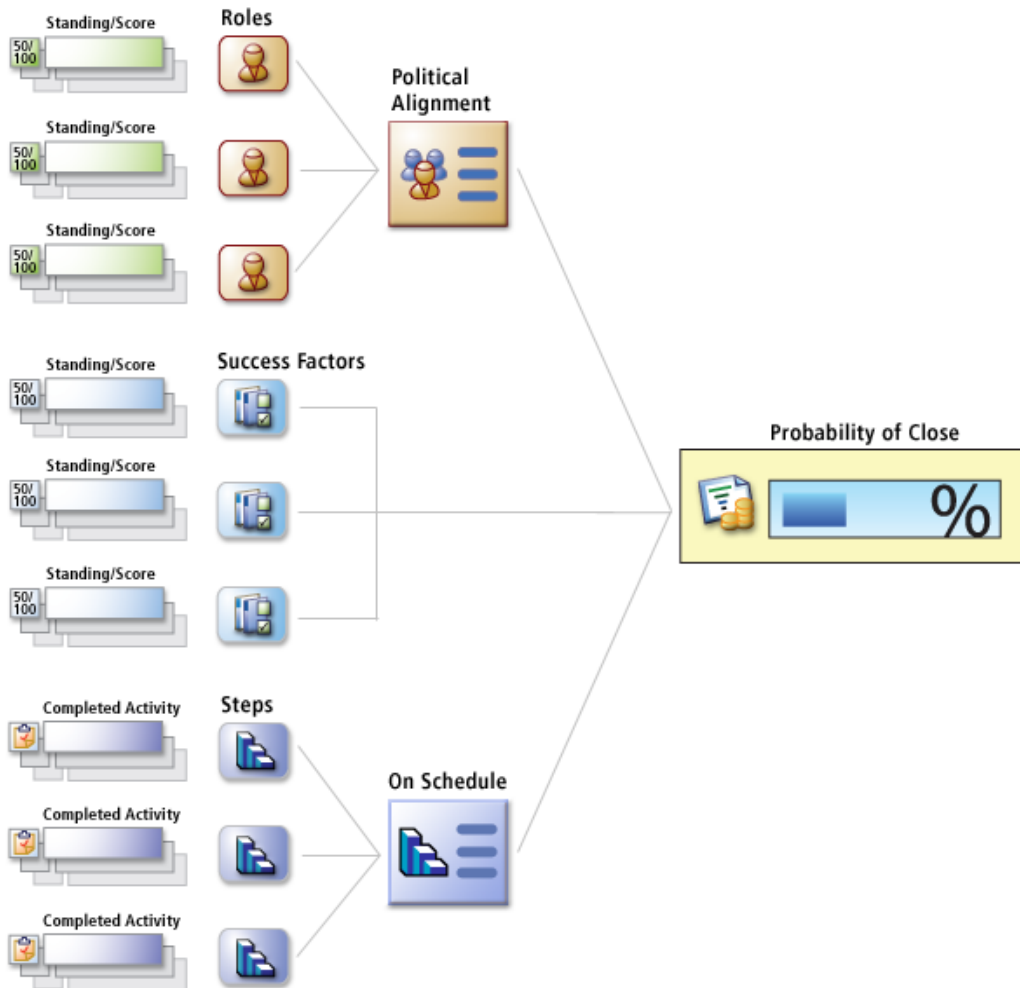 Standing/Score
Roles
50/
100
Political
Alignment
Standing/Score
50/
100
Standing/Score
50/
100
Standing/Score
Success Factors
50/
100
Probability of Close
%
Standing/Score
50/
100
Standing/Score
50/
100
Completed Activity
Steps
On Schedule
Completed Activity
Completed Activity